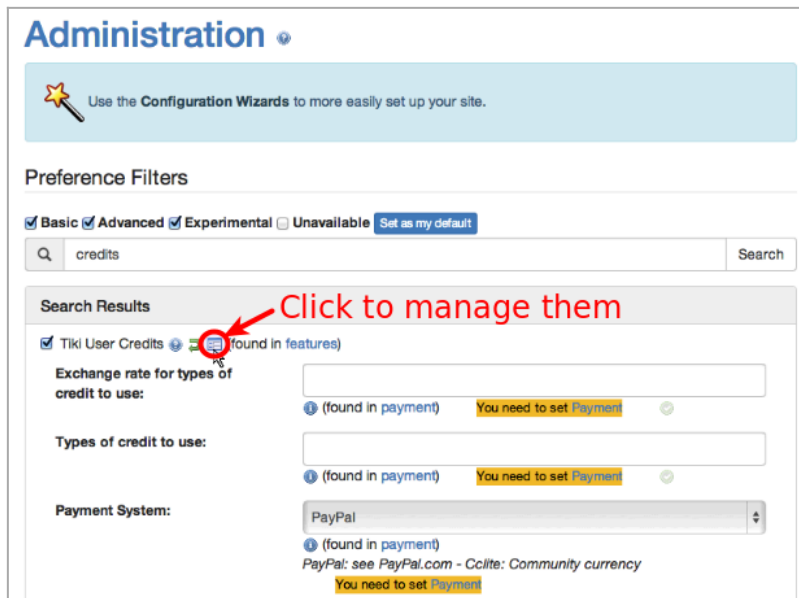 Administration
Use the Configuration Wizards to more easily set up your site.
Preference Filters
Basic Advanced Experimental Unavailable Set as my default
credits Search
Search Results
Click to manage them
Tiki User Credits (found in features)
Exchange rate for types of
credit to use:
(found in payment) You need to set Payment
Types of credit to use:
(found in payment) You need to set Payment
Payment System:
PayPal
(found in payment)
PayPal: see PayPal.com - Cclite: Community currency
You need to set Payment